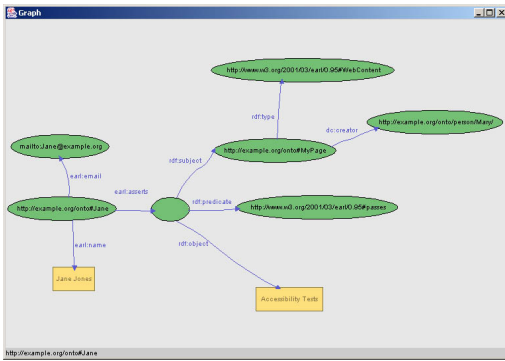 Graph
http://www.w3.org/2001/03/earl/0.95#WebContent
rdf:type
dc:creator
http://example.org/onto/person/Mary/
mailto:Jane@example.org
rdf:subject
http://example.org/onto#MyPage
earl:email
earl:asserts
rdf:predicate
http://example.org/onto#Jane
http://www.w3.org/2001/03/earl/0.95#passes
earl:name
rdf:object
Jane Jones
Accessibility Tests
http://example.org/onto#Jane